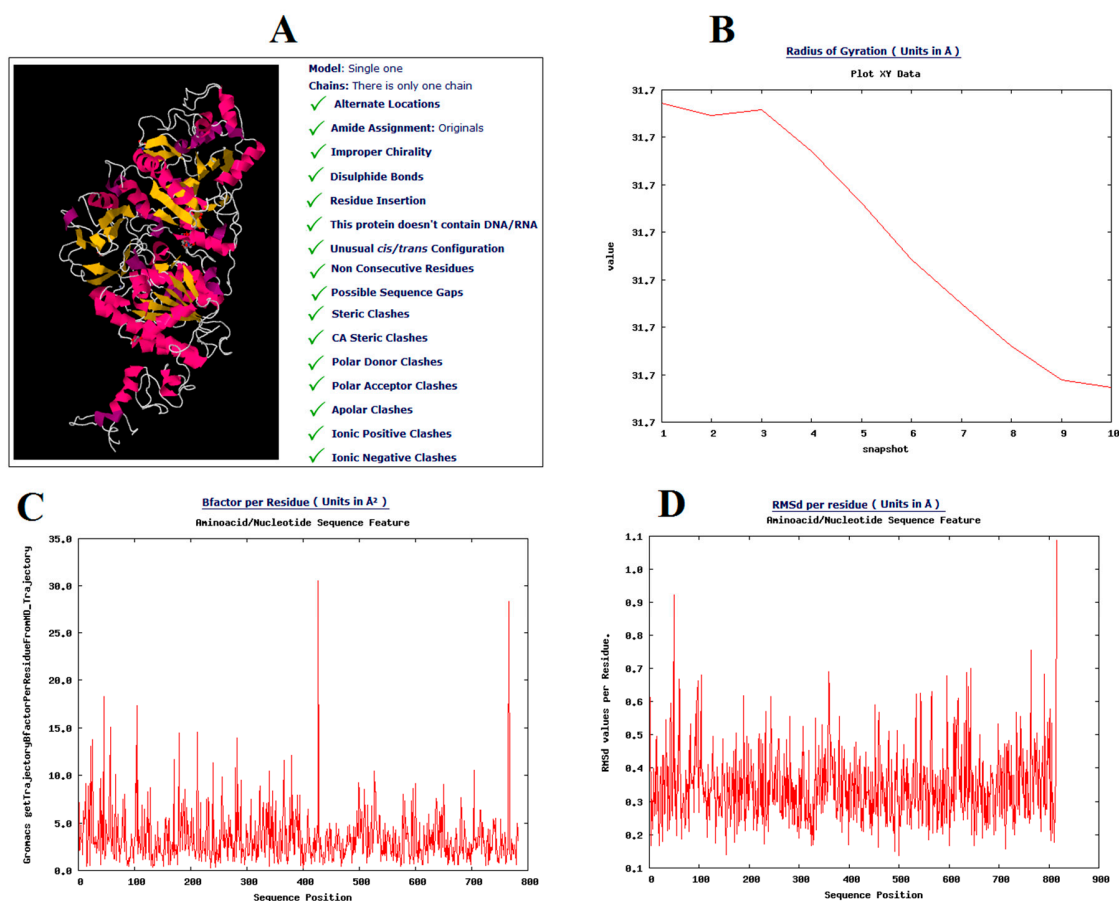 A
Model: Single one
Chains: There is only one chain
Alternate Locations
Amide Assignment: Originals
Improper Chirality
Disulphide Bonds
Residue Insertion
This protein doesn't contain DNA/RNA
Unusual cis/trans Configuration
Non Consecutive Residues
Possible Sequence Gaps
Steric Clashes
CA Steric Clashes
Polar Donor Clashes
Polar Acceptor Clashes
Apolar Clashes
Ionic Positive Clashes
Ionic Negative Clashes
B
Radius of Gyration ( Units in Å )
Plot XY Data
31.7
31.7
31.7
31.7
31.7
31.7
31.7
31.7
value
1 2 3 4 5 6 7 8 9 10
snapshot
C
Bfactor per Residue ( Units in Å² )
Aminoacid/Nucleotide Sequence Feature
Gromacs getTrajectoryBfactorPerResidueFromMD_Trajectory
35.0
30.0
25.0
20.0
15.0
10.0
5.0
0.0
0 100 200 300 400 500 600 700 800
Sequence Position
D
RMSd per residue ( Units in Å )
Aminoacid/Nucleotide Sequence Feature
RMSd values per Residue.
1.1
1.0
0.9
0.8
0.7
0.6
0.5
0.4
0.3
0.2
0.1
0 100 200 300 400 500 600 700 800 900
Sequence Position